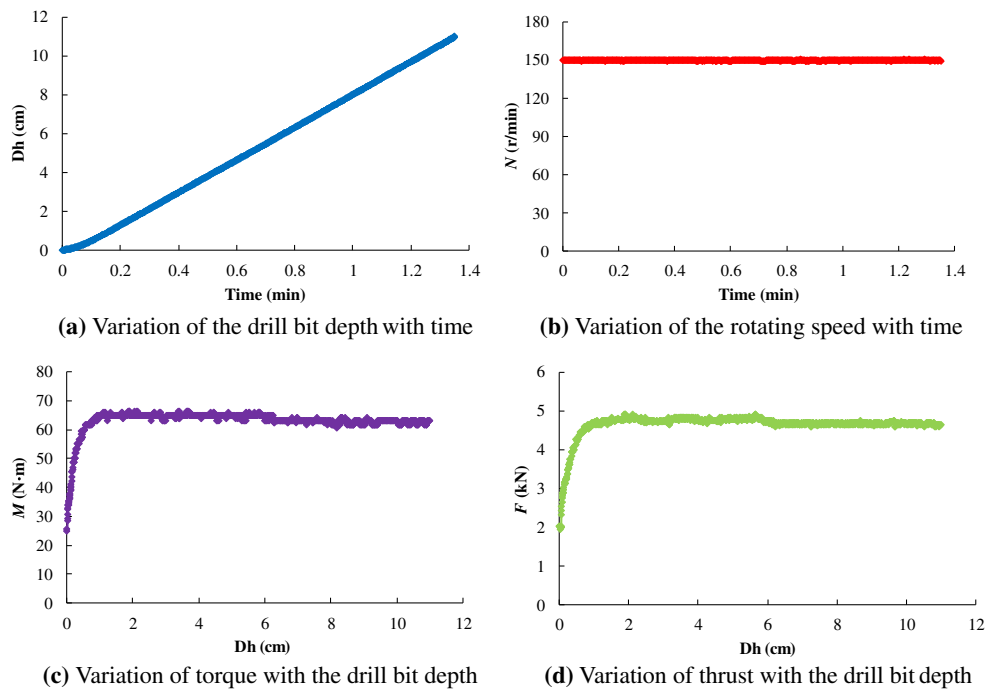 12
10
8
6
4
2
0
Dh (cm)
0 0.2 0.4 0.6 0.8 1 1.2 1.4
Time (min)
(a) Variation of the drill bit depth with time
180
150
120
90
60
30
0
N (r/min)
0 0.2 0.4 0.6 0.8 1 1.2 1.4
Time (min)
(b) Variation of the rotating speed with time
80
70
60
50
40
30
20
10
0
M (N·m)
0 2 4 6 8 10 12
Dh (cm)
(c) Variation of torque with the drill bit depth
6
5
4
3
2
1
0
F (kN)
0 2 4 6 8 10 12
Dh (cm)
(d) Variation of thrust with the drill bit depth